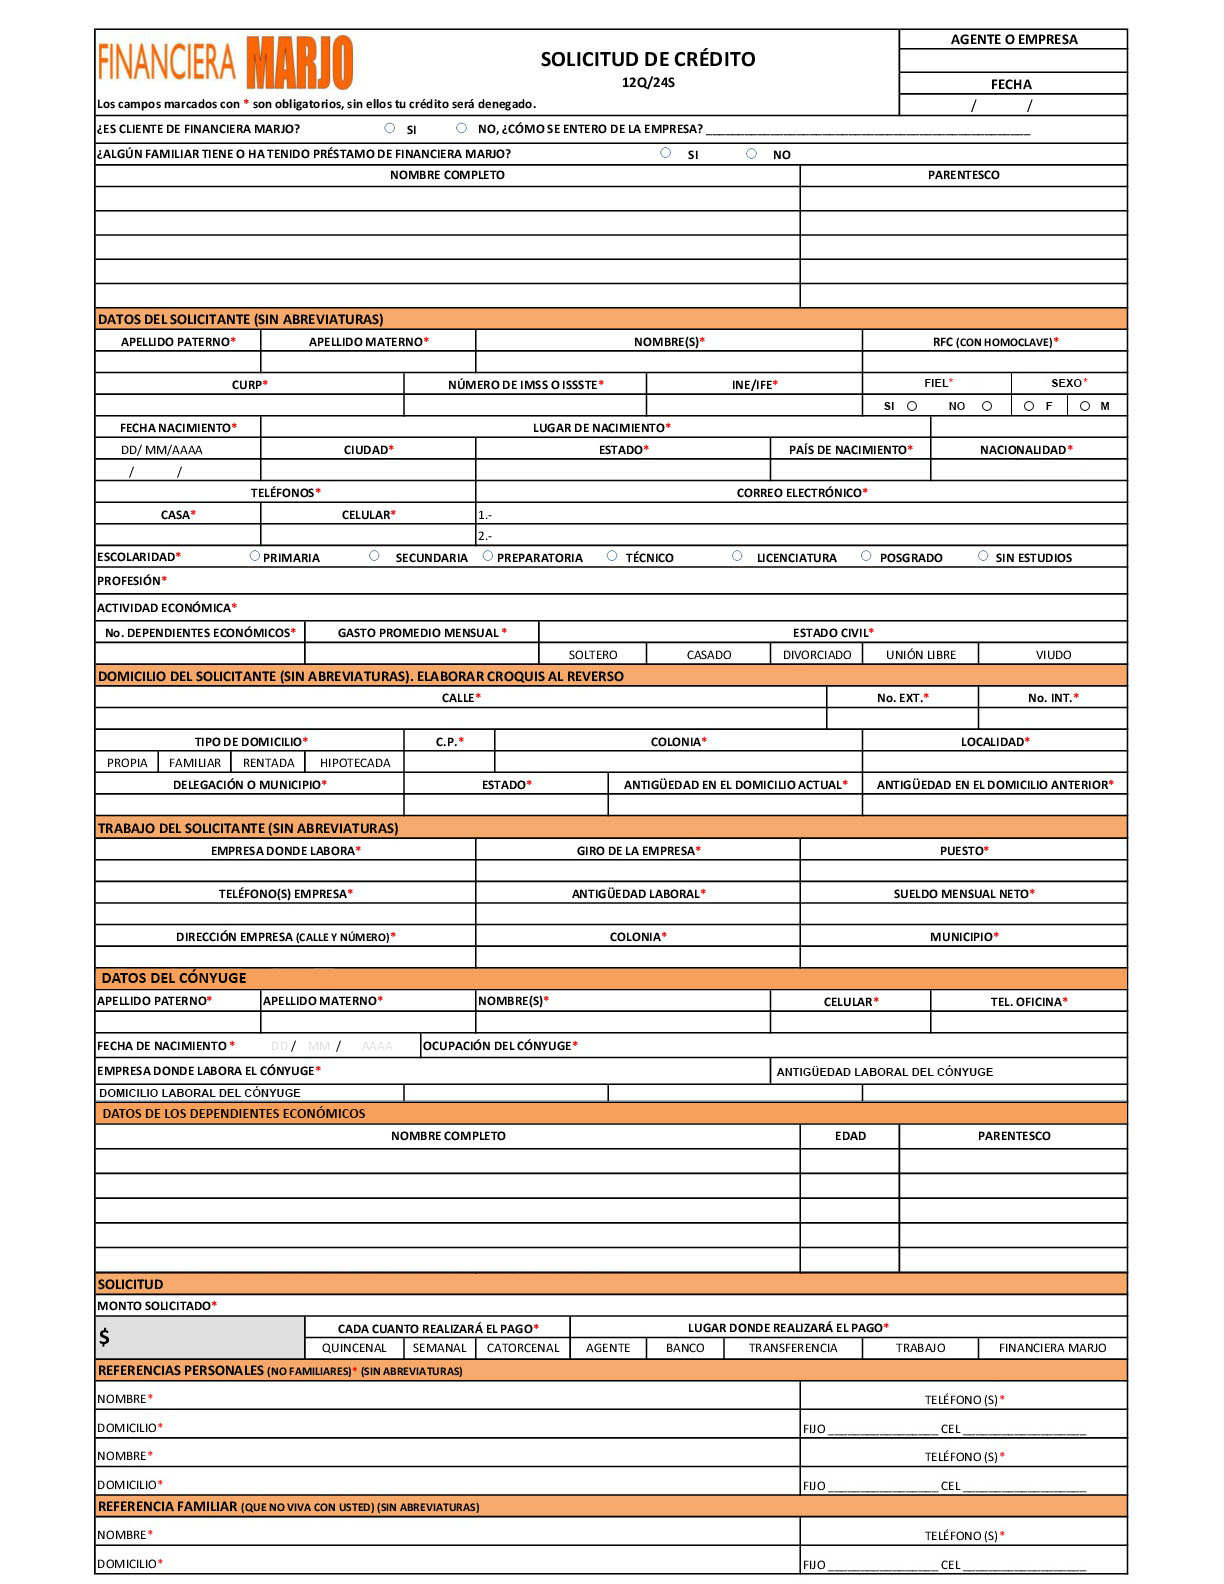 FINANCIERA MARJO
SOLICITUD DE CRÉDITO
12Q/24S
AGENTE O EMPRESA
FECHA
/ /
Los campos marcados con * son obligatorios, sin ellos tu crédito será denegado.
¿ES CLIENTE DE FINANCIERA MARJO? SI NO, ¿CÓMO SE ENTERO DE LA EMPRESA? ____________________
¿ALGÚN FAMILIAR TIENE O HA TENIDO PRÉSTAMO DE FINANCIERA MARJO? SI NO
NOMBRE COMPLETO PARENTESCO
DATOS DEL SOLICITANTE (SIN ABREVIATURAS)
APELLIDO PATERNO* APELLIDO MATERNO* NOMBRE(S)* RFC (CON HOMOCLAVE)*
CURP* NÚMERO DE IMSS O ISSSTE* INE/IFE* FIEL* SEXO*
SI NO F M
FECHA NACIMIENTO* LUGAR DE NACIMIENTO*
DD/ MM/AAAA CIUDAD* ESTADO* PAÍS DE NACIMIENTO* NACIONALIDAD*
/ /
TELÉFONOS* CORREO ELECTRÓNICO*
CASA* CELULAR* 1.-
2.-
ESCOLARIDAD* PRIMARIA SECUNDARIA PREPARATORIA TÉCNICO LICENCIATURA POSGRADO SIN ESTUDIOS
PROFESIÓN*
ACTIVIDAD ECONÓMICA*
No. DEPENDIENTES ECONÓMICOS* GASTO PROMEDIO MENSUAL * ESTADO CIVIL*
SOLTERO CASADO DIVORCIADO UNIÓN LIBRE VIUDO
DOMICILIO DEL SOLICITANTE (SIN ABREVIATURAS). ELABORAR CROQUIS AL REVERSO
CALLE* No. EXT.* No. INT.*
TIPO DE DOMICILIO* C.P.* COLONIA* LOCALIDAD*
PROPIA FAMILIAR RENTADA HIPOTECADA
DELEGACIÓN O MUNICIPIO* ESTADO* ANTIGÜEDAD EN EL DOMICILIO ACTUAL* ANTIGÜEDAD EN EL DOMICILIO ANTERIOR*
TRABAJO DEL SOLICITANTE (SIN ABREVIATURAS)
EMPRESA DONDE LABORA* GIRO DE LA EMPRESA* PUESTO*
TELÉFONO(S) EMPRESA* ANTIGÜEDAD LABORAL* SUELDO MENSUAL NETO*
DIRECCIÓN EMPRESA (CALLE Y NÚMERO)* COLONIA* MUNICIPIO*
DATOS DEL CÓNYUGE
APELLIDO PATERNO* APELLIDO MATERNO* NOMBRE(S)* CELULAR* TEL. OFICINA*
FECHA DE NACIMIENTO * DD / MM / AAAA OCUPACIÓN DEL CÓNYUGE*
EMPRESA DONDE LABORA EL CÓNYUGE* ANTIGÜEDAD LABORAL DEL CÓNYUGE
DOMICILIO LABORAL DEL CÓNYUGE
DATOS DE LOS DEPENDIENTES ECONÓMICOS
NOMBRE COMPLETO EDAD PARENTESCO
SOLICITUD
MONTO SOLICITADO*
$ CADA CUANTO REALIZARÁ EL PAGO* LUGAR DONDE REALIZARÁ EL PAGO*
QUINCENAL SEMANAL CATORCENAL AGENTE BANCO TRANSFERENCIA TRABAJO FINANCIERA MARJO
REFERENCIAS PERSONALES (NO FAMILIARES)* (SIN ABREVIATURAS)
NOMBRE* TELÉFONO (S)*
DOMICILIO* FIJO ________________ CEL __________________
NOMBRE* TELÉFONO (S)*
DOMICILIO* FIJO ________________ CEL __________________
REFERENCIA FAMILIAR (QUE NO VIVA CON USTED) (SIN ABREVIATURAS)
NOMBRE* TELÉFONO (S)*
DOMICILIO* FIJO ________________ CEL __________________